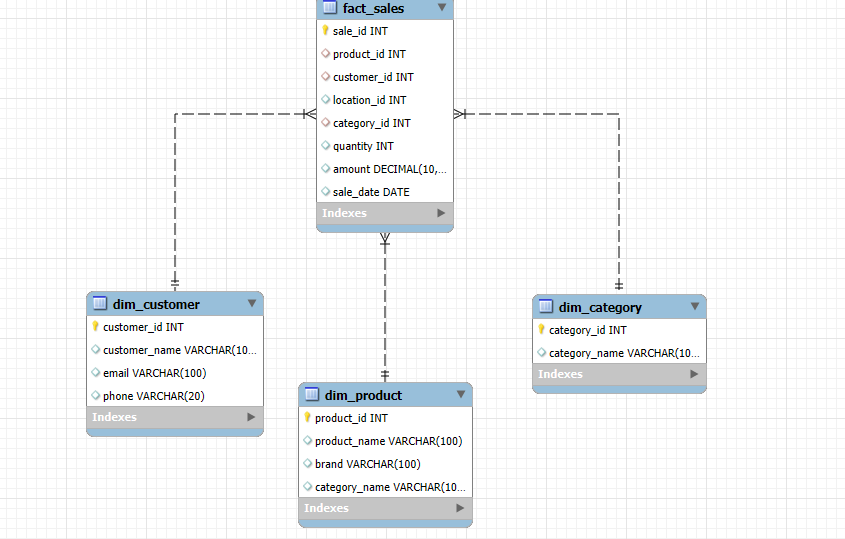 fact_sales
sale_id INT
product_id INT
customer_id INT
location_id INT
category_id INT
quantity INT
amount DECIMAL(10,...
sale_date DATE
Indexes
dim_customer
customer_id INT
customer_name VARCHAR(10...
email VARCHAR(100)
phone VARCHAR(20)
Indexes
dim_product
product_id INT
product_name VARCHAR(100)
brand VARCHAR(100)
category_name VARCHAR(10...
Indexes
dim_category
category_id INT
category_name VARCHAR(10...
Indexes